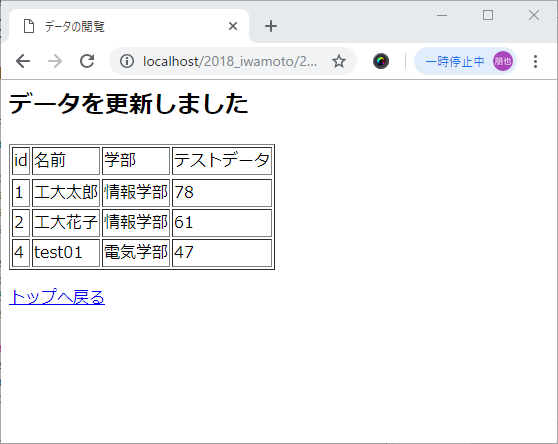 データの閲覧
localhost/2018_iwamoto/2...
一時停止中 朋也
データを更新しました
id 名前 学部 テストデータ
1 工大太郎 情報学部 78
2 工大花子 情報学部 61
4 test01 電気学部 47
トップへ戻る